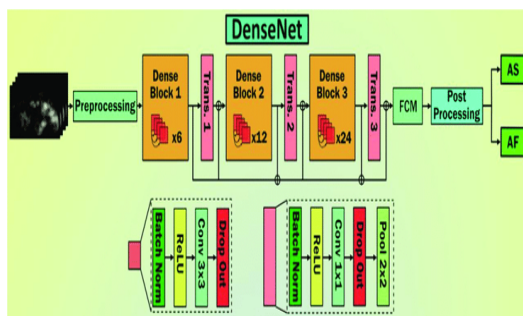 DenseNet
Preprocessing
Dense
Block 1
x6
Trans. 1
Dense
Block 2
x12
Trans. 2
Dense
Block 3
x24
Trans. 3
FCM
Post
Processing
AS
AF
Batch Norm
ReLU
Conv 3x3
Drop Out
Batch Norm
ReLU
Conv 1x1
Drop Out
Pool 2x2